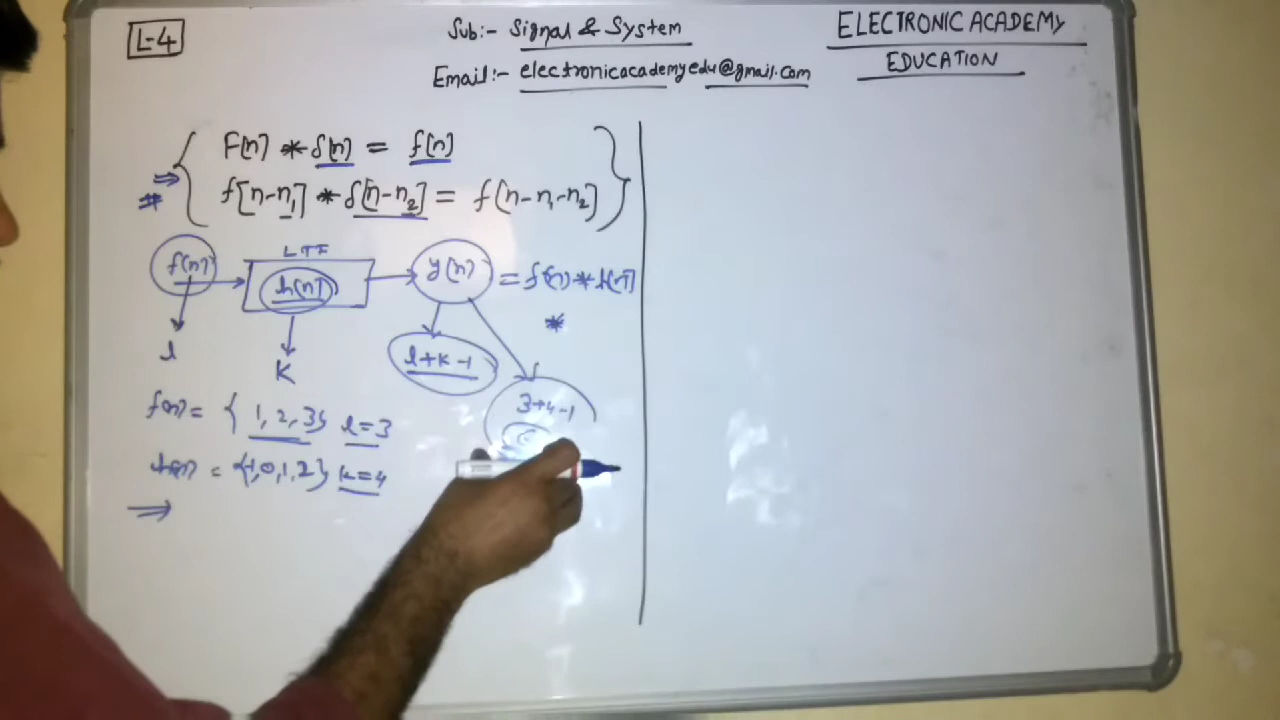 L-4
Sub:- Signal & System
Email:- electronicacademyedu@gmail.com
ELECTRONIC ACADEMY
EDUCATION
F[n] * δ[n] = f[n]
f[n-n1] * δ[n-n2] = f[n-n1-n2]
f[n]
h[n]
y[n] = f[n] * h[n]
*
l
K
l+k-1
3+4-1
f[n] = { 1, 2, 3} l=3
h[n] = {-1,0,1,2} k=4